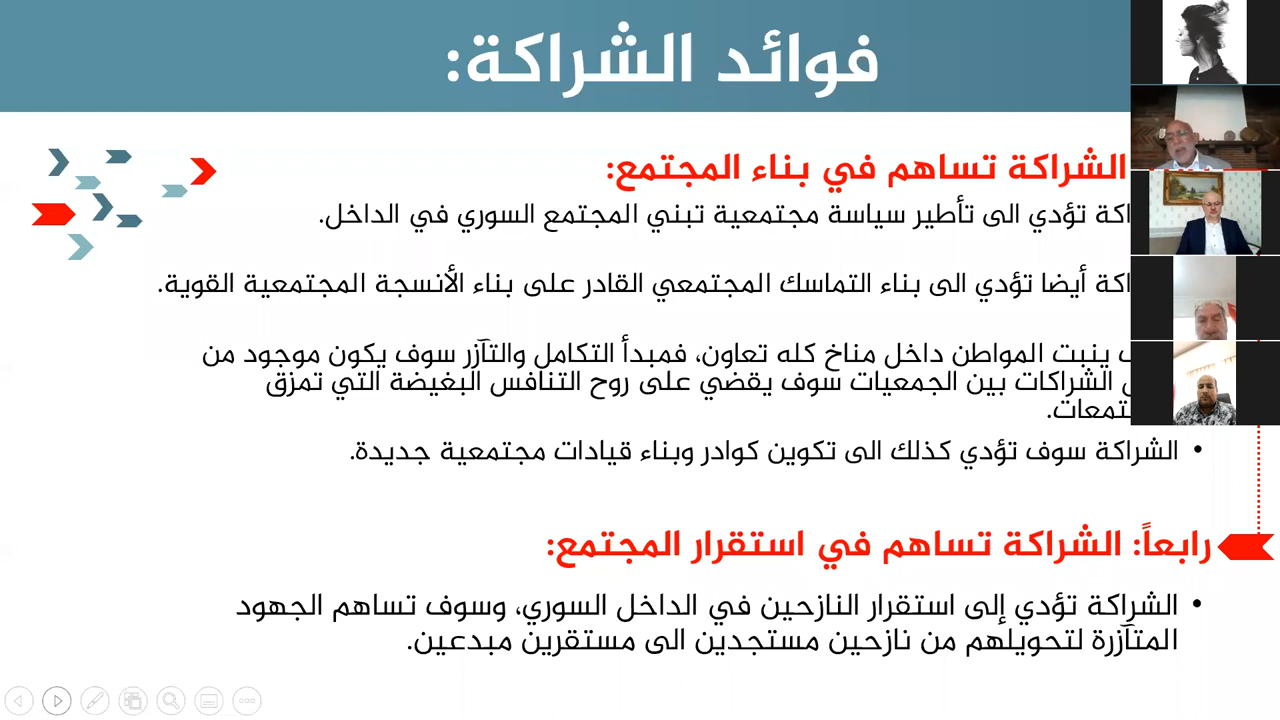 فوائد الشراكة:
الشراكة تساهم في بناء المجتمع:
تؤدي الى تأطير سياسة مجتمعية تبني المجتمع السوري في الداخل.
أيضا تؤدي الى بناء التماسك المجتمعي القادر على بناء الأنسجة المجتمعية القوية.
ينبت المواطن داخل مناخ كله تعاون، فمبدأ التكامل والتآزر سوف يكون موجود من
الشراكات بين الجمعيات سوف يقضي على روح التنافس البغيضة التي تمزق
• الشراكة سوف تؤدي كذلك الى تكوين كوادر وبناء قيادات مجتمعية جديدة.
رابعاً: الشراكة تساهم في استقرار المجتمع:
• الشراكة تؤدي إلى استقرار النازحين في الداخل السوري، وسوف تساهم الجهود
المتآزرة لتحويلهم من نازحين مستجدين الى مستقرين مبدعين.